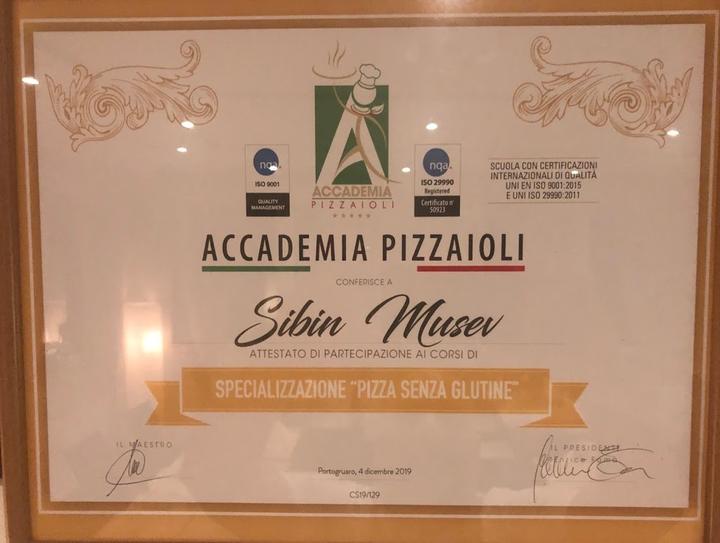 nqa.
ISO 9001
QUALITY
MANAGEMENT
ACCADEMIA
PIZZAIOLI
nqa.
ISO 29990
Registered
Certificato n°
50923
SCUOLA CON CERTIFICAZIONI
INTERNAZIONALI DI QUALITÀ
UNI EN ISO 9001:2015
E UNI ISO 29990:2011
ACCADEMIA PIZZAIOLI
CONFERISCE A
Sibin Musev
ATTESTATO DI PARTECIPAZIONE AI CORSI DI
SPECIALIZZAZIONE "PIZZA SENZA GLUTINE"
IL MAESTRO
IL PRESIDENTE
Enrico
Portogruaro, 4 dicembre 2019
CS19/129